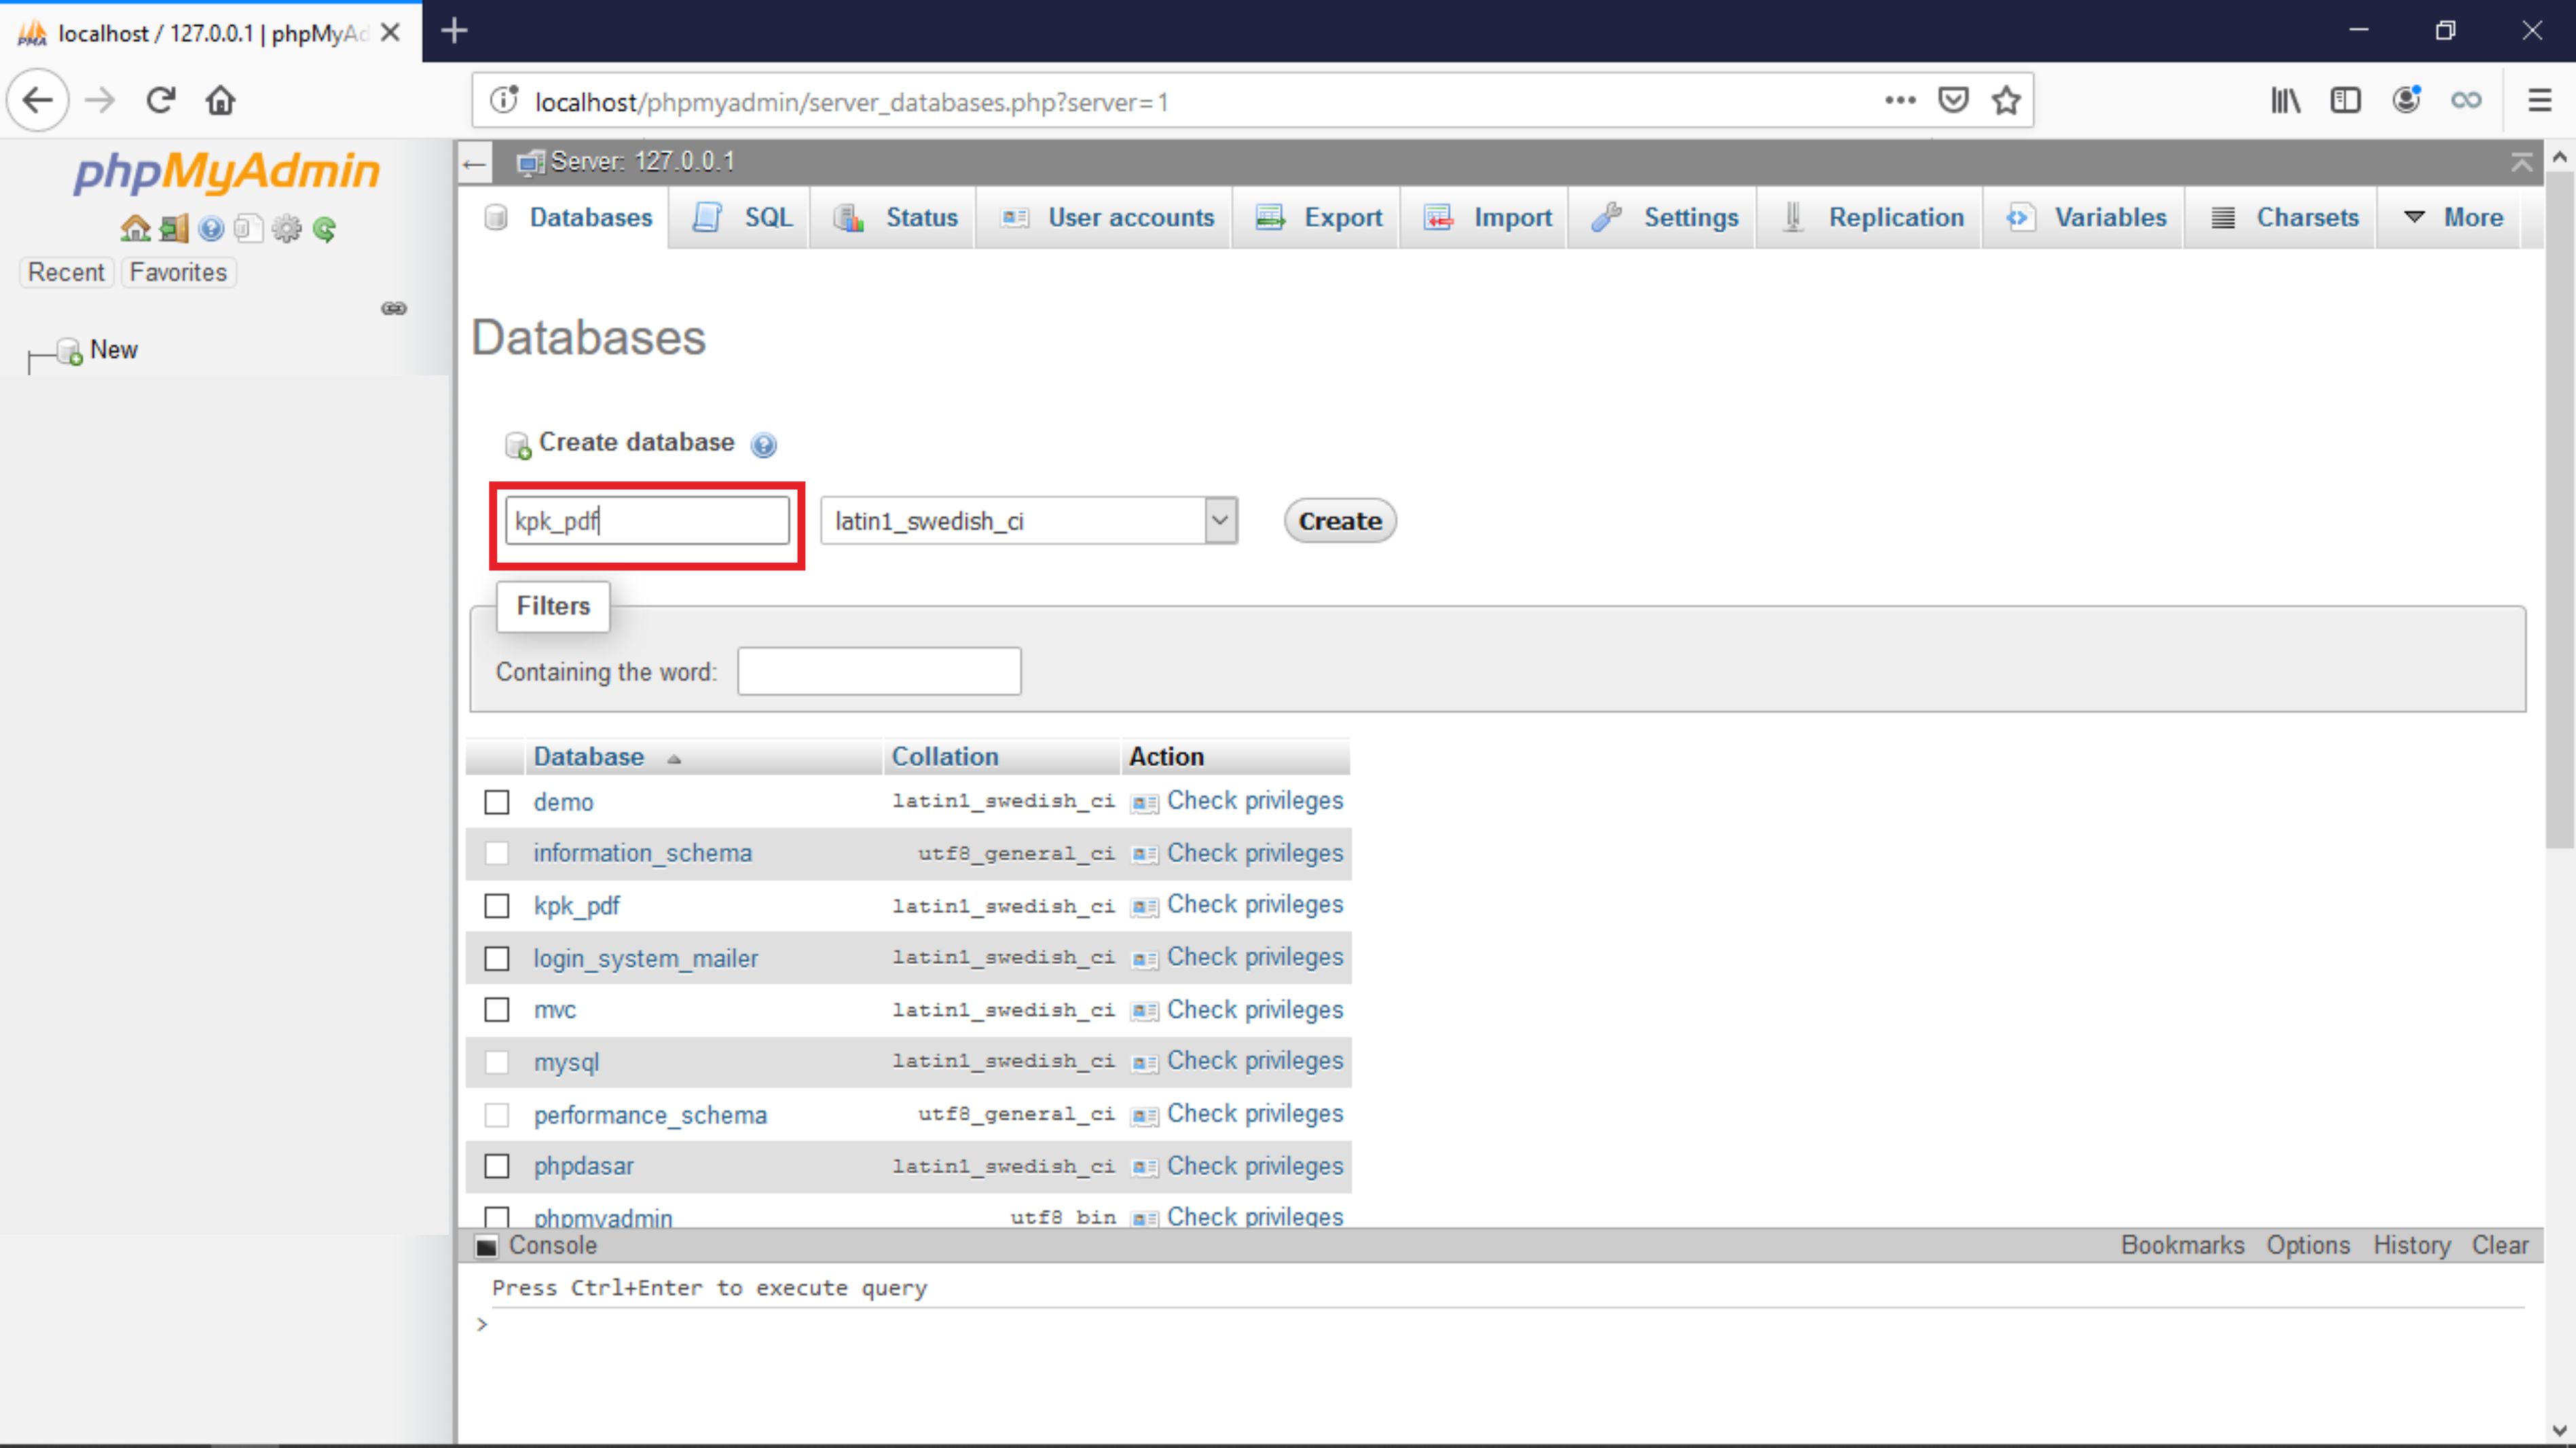 localhost / 127.0.0.1 | phpMyAd
localhost/phpmyadmin/server_databases.php?server=1
phpMyAdmin
Recent Favorites
New
Server: 127.0.0.1
Databases SQL Status User accounts Export Import Settings Replication Variables Charsets More
Databases
Create database
kpk_pdf latin1_swedish_ci Create
Filters
Containing the word:
Database Collation Action
demo latin1_swedish_ci Check privileges
information_schema utf8_general_ci Check privileges
kpk_pdf latin1_swedish_ci Check privileges
login_system_mailer latin1_swedish_ci Check privileges
mvc latin1_swedish_ci Check privileges
mysql latin1_swedish_ci Check privileges
performance_schema utf8_general_ci Check privileges
phpdasar latin1_swedish_ci Check privileges
phpmyadmin utf8_bin Check privileges
Console Bookmarks Options History Clear
Press Ctrl+Enter to execute query
>